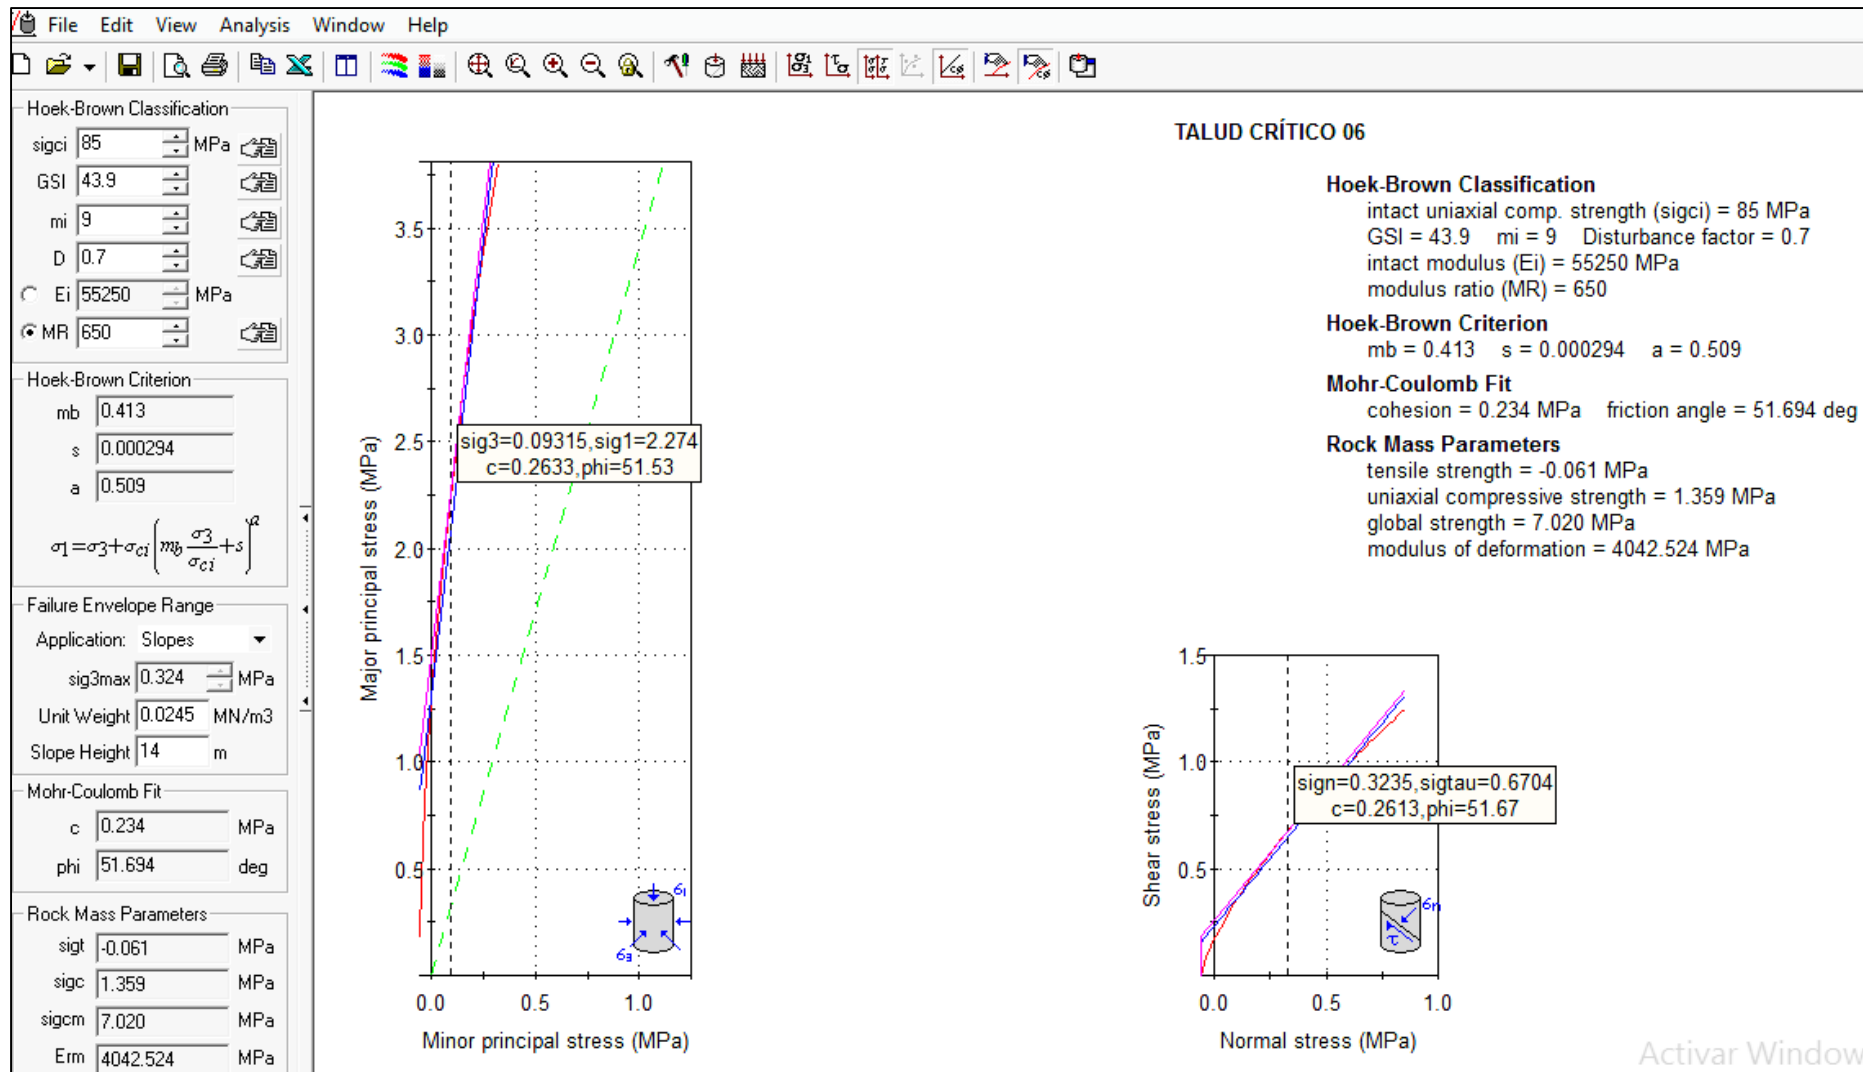 File Edit View Analysis Window Help
Hoek-Brown Classification
sigci 85 MPa
GSI 43.9
mi 9
D 0.7
Ei 55250 MPa
MR 650
Hoek-Brown Criterion
mb 0.413
s 0.000294
a 0.509
σ1=σ3+σci(mb σ3/σci+s)^a
Failure Envelope Range
Application: Slopes
sig3max 0.324 MPa
Unit Weight 0.0245 MN/m3
Slope Height 14 m
Mohr-Coulomb Fit
c 0.234 MPa
phi 51.694 deg
Rock Mass Parameters
sigt -0.061 MPa
sigc 1.359 MPa
sigcm 7.020 MPa
Erm 4042.524 MPa
Major principal stress (MPa)
3.5
3.0
2.5
2.0
1.5
1.0
0.5
sig3=0.09315,sig1=2.274
c=0.2633,phi=51.53
σ1
σ3
0.0 0.5 1.0
Minor principal stress (MPa)
TALUD CRÍTICO 06
Hoek-Brown Classification
intact uniaxial comp. strength (sigci) = 85 MPa
GSI = 43.9 mi = 9 Disturbance factor = 0.7
intact modulus (Ei) = 55250 MPa
modulus ratio (MR) = 650
Hoek-Brown Criterion
mb = 0.413 s = 0.000294 a = 0.509
Mohr-Coulomb Fit
cohesion = 0.234 MPa friction angle = 51.694 deg
Rock Mass Parameters
tensile strength = -0.061 MPa
uniaxial compressive strength = 1.359 MPa
global strength = 7.020 MPa
modulus of deformation = 4042.524 MPa
Shear stress (MPa)
1.5
1.0
0.5
sign=0.3235,sigtau=0.6704
c=0.2613,phi=51.67
σn
τ
0.0 0.5 1.0
Normal stress (MPa)
Activar Window